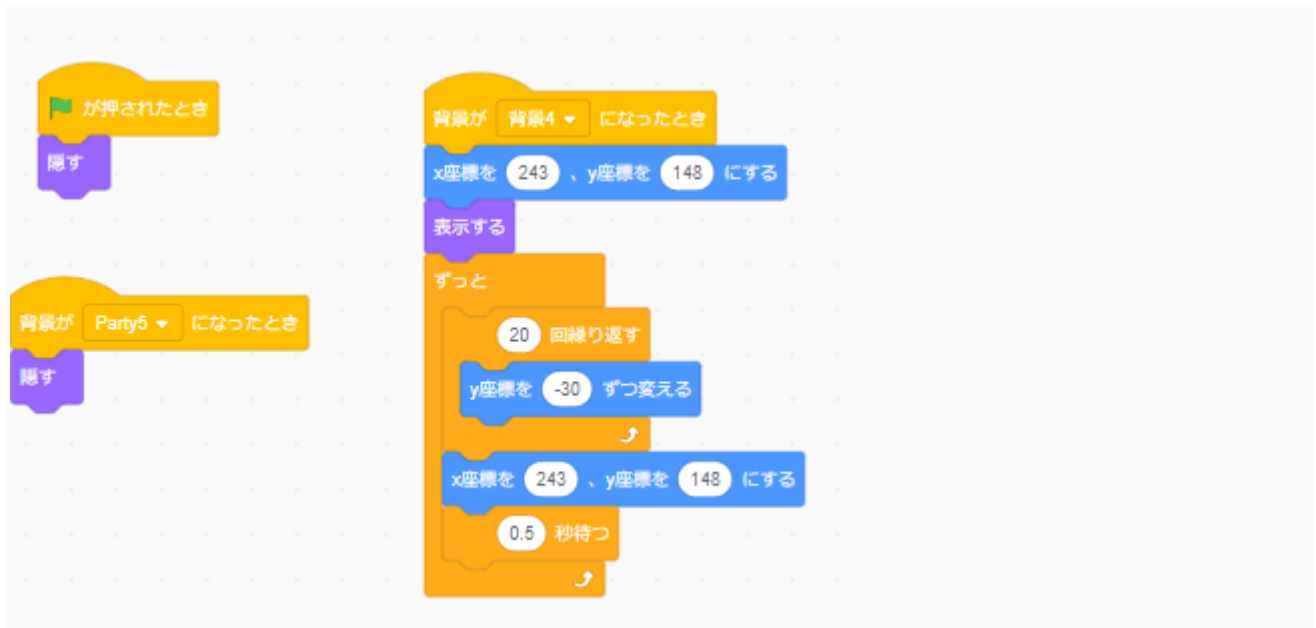 が押されたとき
隠す
背景が Party5 になったとき
隠す
背景が 背景4 になったとき
x座標を 243 、y座標を 148 にする
表示する
ずっと
20 回繰り返す
y座標を -30 ずつ変える
x座標を 243 、y座標を 148 にする
0.5 秒待つ